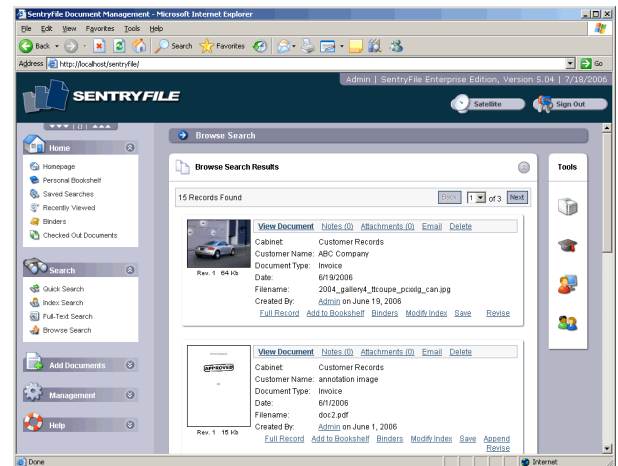 SentryFile Document Management - Microsoft Internet Explorer
File Edit View Favorites Tools Help
Back Search Favorites
Address http://localhost/sentryfile/ Go
Admin | SentryFile Enterprise Edition, Version 5.04 | 7/18/2006
SENTRYFILE
Satellite Sign Out
Home
Homepage
Personal Bookshelf
Saved Searches
Recently Viewed
Binders
Checked Out Documents
Search
Quick Search
Index Search
Full-Text Search
Browse Search
Add Documents
Management
Help
Browse Search
Browse Search Results
15 Records Found Back 1 of 3 Next
View Document Notes (0) Attachments (0) Email Delete
Cabinet: Customer Records
Customer Name: ABC Company
Document Type: Invoice
Date: 6/19/2006
Filename: 2004_gallery4_ttcoupe_pcxxlg_can.jpg
Created By: Admin on June 19, 2006
Rev. 1 64 Kb
Full Record Add to Bookshelf Binders Modify Index Save Revise
View Document Notes (0) Attachments (0) Email Delete
APPROVED
Cabinet: Customer Records
Customer Name: annotation image
Document Type: Invoice
Date: 6/1/2006
Filename: doc2.pdf
Created By: Admin on June 1, 2006
Rev. 1 15 Kb
Full Record Add to Bookshelf Binders Modify Index Save Append
Revise
Tools
Done Internet